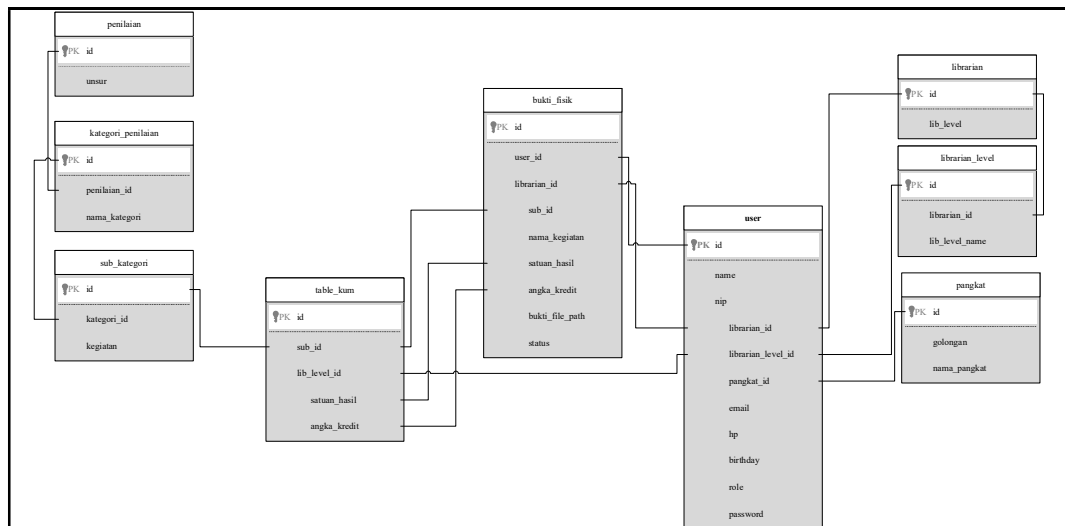 penilaian
PK id
unsur
kategori_penilaian
PK id
penilaian_id
nama_kategori
sub_kategori
PK id
kategori_id
kegiatan
table_kum
PK id
sub_id
lib_level_id
satuan_hasil
angka_kredit
bukti_fisik
PK id
user_id
librarian_id
sub_id
nama_kegiatan
satuan_hasil
angka_kredit
bukti_file_path
status
user
PK id
name
nip
librarian_id
librarian_level_id
pangkat_id
email
hp
birthday
role
password
librarian
PK id
lib_level
librarian_level
PK id
librarian_id
lib_level_name
pangkat
PK id
golongan
nama_pangkat